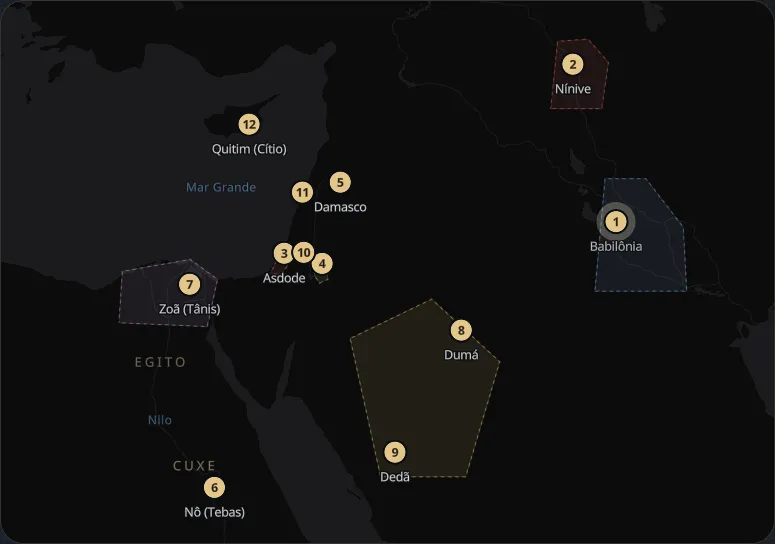 2
Nínive
12
Quitim (Cítio)
Mar Grande
5
11
Damasco
1
Babilônia
3
10
4
Asdode
7
Zoã (Tânis)
8
Dumá
EGITO
Nilo
9
Dedã
CUXE
6
Nô (Tebas)